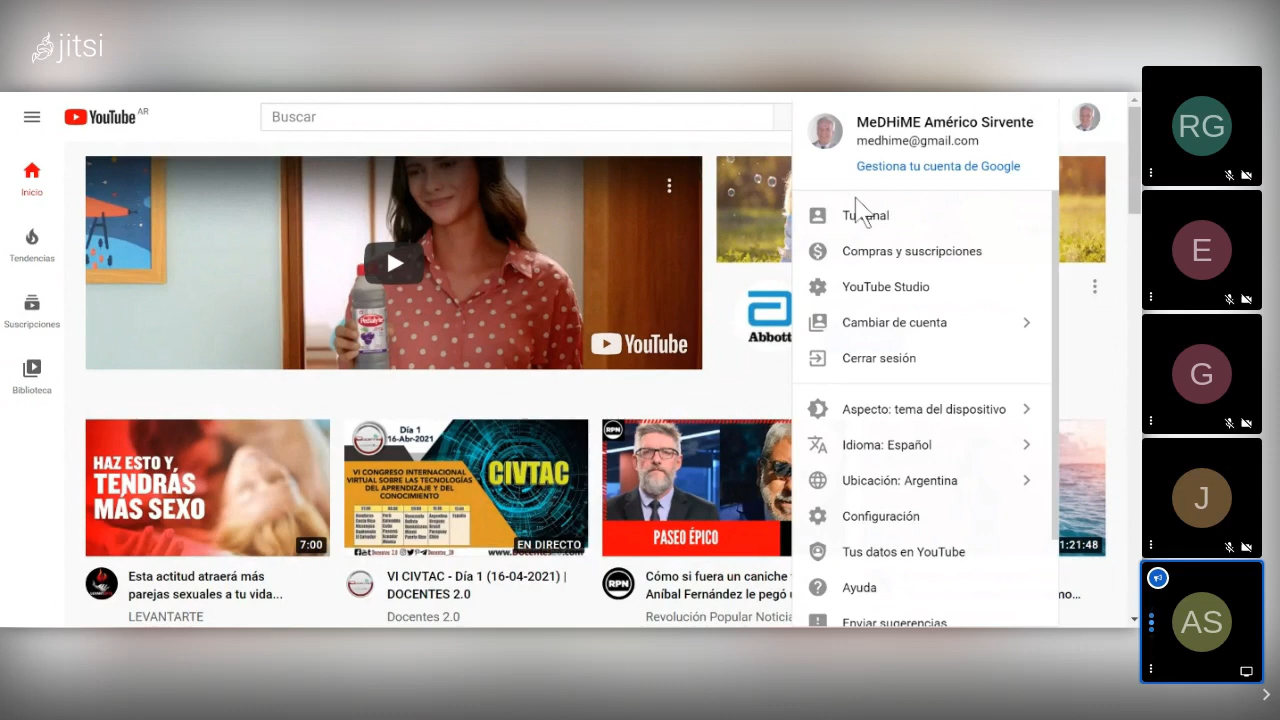 jitsi
YouTube AR
Buscar
MeDHiME Américo Sirvente
medhime@gmail.com
Gestiona tu cuenta de Google
Inicio
Tendencias
Suscripciones
Biblioteca
YouTube
Abbott
Compras y suscripciones
YouTube Studio
Cambiar de cuenta
Cerrar sesión
Aspecto: tema del dispositivo
Idioma: Español
Ubicación: Argentina
Configuración
Tus datos en YouTube
Ayuda
Enviar sugerencias
HAZ ESTO Y,
TENDRÁS
MÁS SEXO
7:00
Esta actitud atraerá más
parejas sexuales a tu vida...
LEVANTARTE
Día 1
16-Abr-2021
VI CONGRESO INTERNACIONAL
VIRTUAL SOBRE LAS TECNOLOGÍAS
DEL APRENDIZAJE Y DEL
CONOCIMIENTO
CIVTAC
EN DIRECTO
VI CIVTAC - Día 1 (16-04-2021) |
DOCENTES 2.0
Docentes 2.0
RPN
PASEO ÉPICO
RPN
Cómo si fuera un caniche
Aníbal Fernández le pegó
Revolución Popular Noticia
1:21:48
mo...
RG
E
G
J
AS